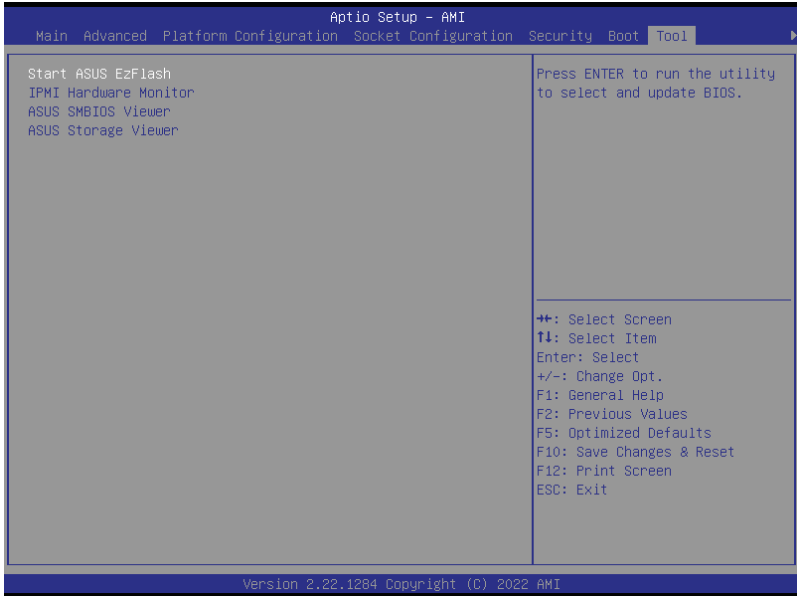 Aptio Setup – AMI
Main Advanced Platform Configuration Socket Configuration Security Boot Tool
Start ASUS EzFlash
IPMI Hardware Monitor
ASUS SMBIOS Viewer
ASUS Storage Viewer
Press ENTER to run the utility
to select and update BIOS.
→←: Select Screen
↑↓: Select Item
Enter: Select
+/-: Change Opt.
F1: General Help
F2: Previous Values
F5: Optimized Defaults
F10: Save Changes & Reset
F12: Print Screen
ESC: Exit
Version 2.22.1284 Copyright (C) 2022 AMI